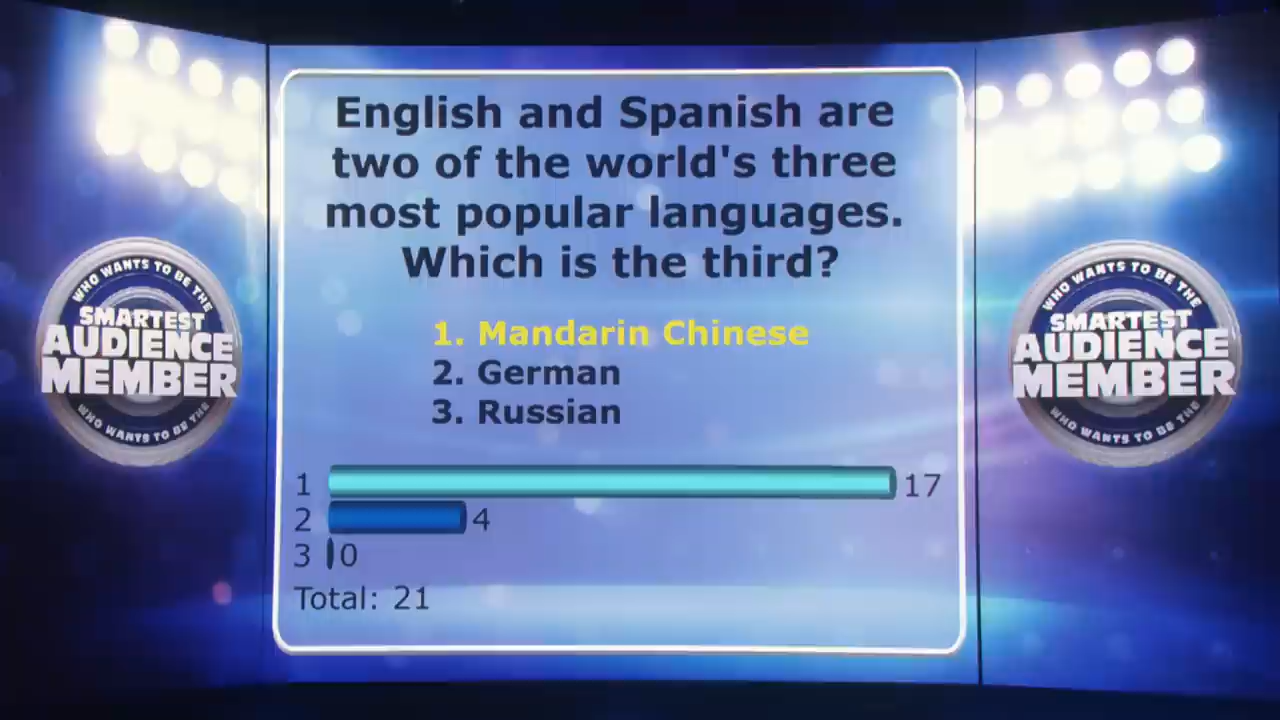 English and Spanish are
two of the world's three
most popular languages.
Which is the third?
1. Mandarin Chinese
2. German
3. Russian
1 17
2 4
3 0
Total: 21
WHO WANTS TO BE THE
SMARTEST
AUDIENCE
MEMBER
WHO WANTS TO BE THE
WHO WANTS TO BE THE
SMARTEST
AUDIENCE
MEMBER
WHO WANTS TO BE THE